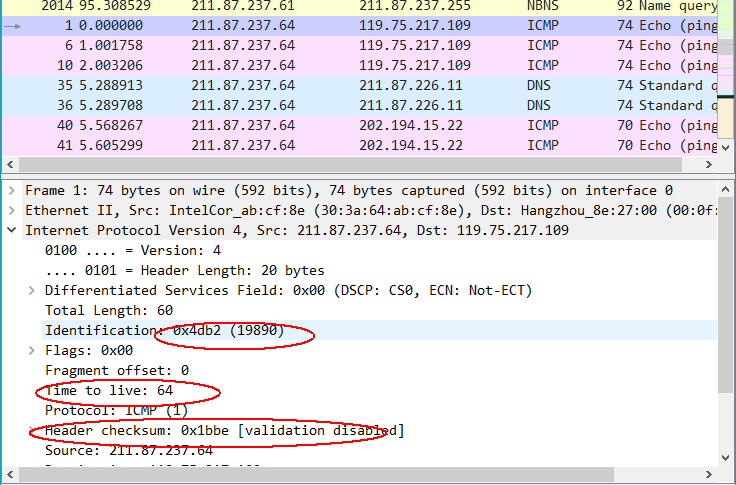 2014 95.308529 211.87.237.61 211.87.237.255 NBNS 92 Name query
1 0.000000 211.87.237.64 119.75.217.109 ICMP 74 Echo (ping
6 1.001758 211.87.237.64 119.75.217.109 ICMP 74 Echo (ping
10 2.003206 211.87.237.64 119.75.217.109 ICMP 74 Echo (ping
35 5.288913 211.87.237.64 211.87.226.11 DNS 74 Standard q
36 5.289708 211.87.237.64 211.87.226.11 DNS 74 Standard q
40 5.568267 211.87.237.64 202.194.15.22 ICMP 70 Echo (ping
41 5.605299 211.87.237.64 202.194.15.22 ICMP 70 Echo (ping
Frame 1: 74 bytes on wire (592 bits), 74 bytes captured (592 bits) on interface 0
Ethernet II, Src: IntelCor_ab:cf:8e (30:3a:64:ab:cf:8e), Dst: Hangzhou_8e:27:00 (00:0f:
Internet Protocol Version 4, Src: 211.87.237.64, Dst: 119.75.217.109
0100 .... = Version: 4
.... 0101 = Header Length: 20 bytes
Differentiated Services Field: 0x00 (DSCP: CS0, ECN: Not-ECT)
Total Length: 60
Identification: 0x4db2 (19890)
Flags: 0x00
Fragment offset: 0
Time to live: 64
Protocol: ICMP (1)
Header checksum: 0x1bbe [validation disabled]
Source: 211.87.237.64